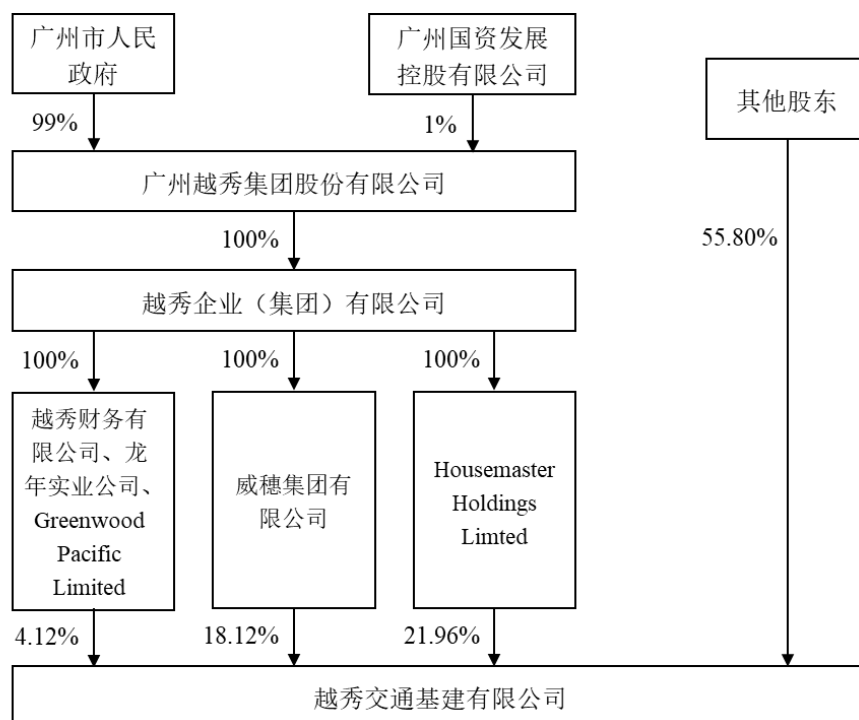 广州市人民
政府
广州国资发展
控股有限公司
其他股东
99%
1%
广州越秀集团股份有限公司
100%
55.80%
越秀企业（集团）有限公司
100%
100%
100%
越秀财务有
限公司、龙
年实业公司、
Greenwood
Pacific
Limited
威穗集团有
限公司
Housemaster
Holdings
Limted
4.12%
18.12%
21.96%
越秀交通基建有限公司